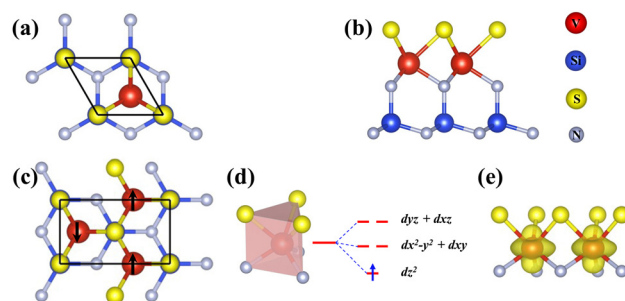 (a)
(b)
V
Si
S
N
(c)
(d)
dyz + dxz
dx²-y² + dxy
dz²
(e)